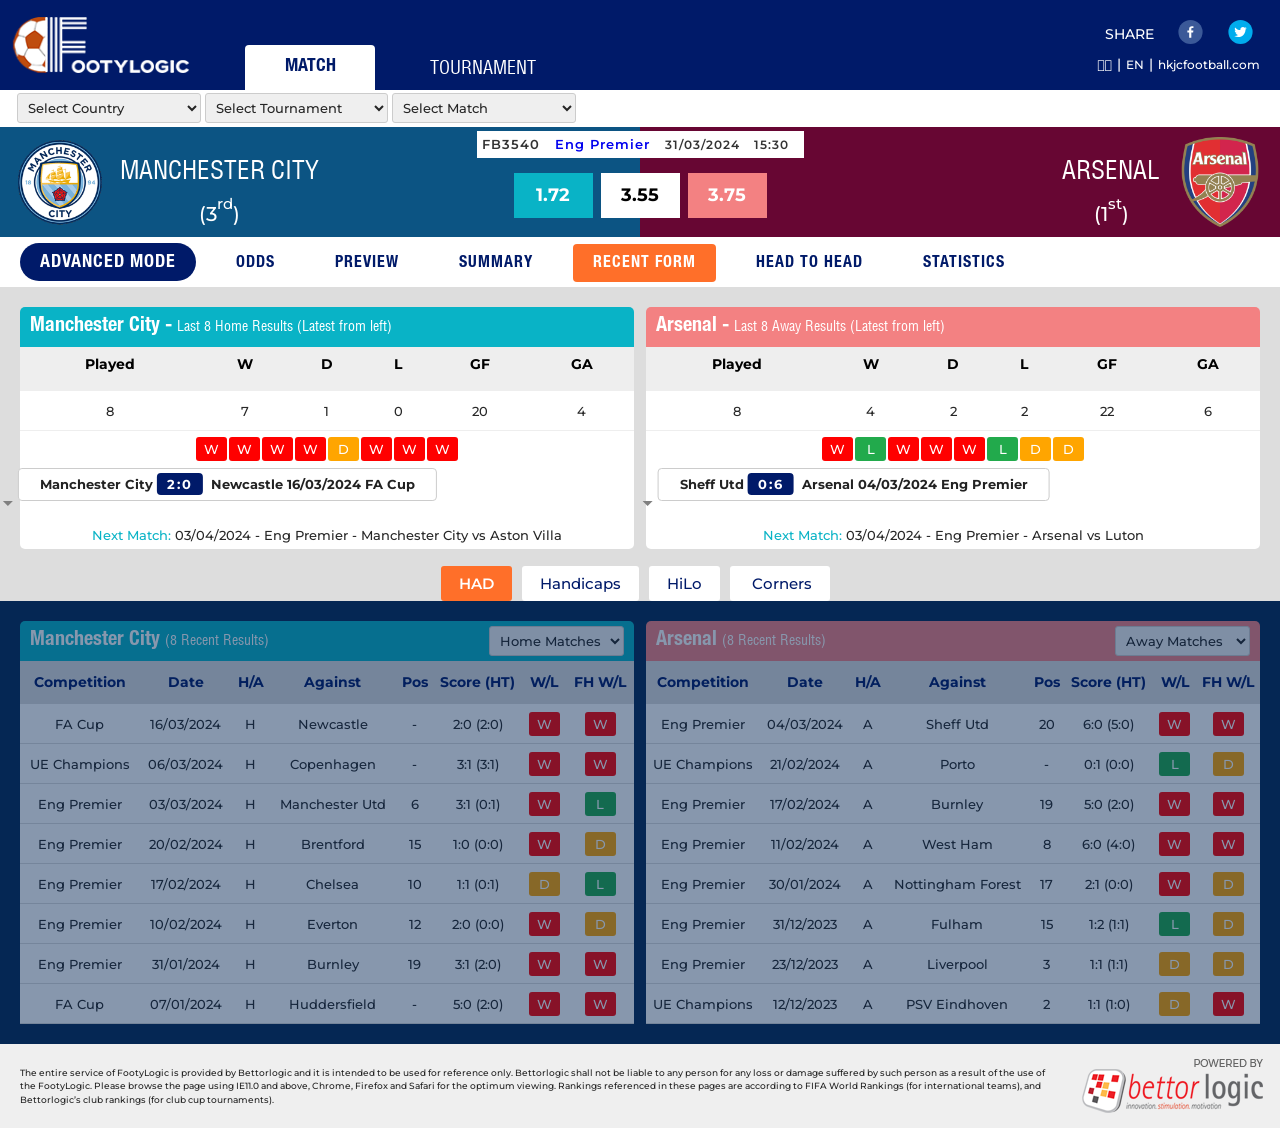 FOOTYLOGIC
MATCH
TOURNAMENT
SHARE
| EN | hkjcfootball.com
Select Country
Select Tournament
Select Match
FB3540 Eng Premier 31/03/2024 15:30
MANCHESTER CITY
(3rd)
1.72
3.55
3.75
ARSENAL
(1st)
ADVANCED MODE
ODDS
PREVIEW
SUMMARY
RECENT FORM
HEAD TO HEAD
STATISTICS
Manchester City - Last 8 Home Results (Latest from left)
Played W D L GF GA
8 7 1 0 20 4
W W W W D W W W
Manchester City 2:0 Newcastle 16/03/2024 FA Cup
Next Match: 03/04/2024 - Eng Premier - Manchester City vs Aston Villa
Arsenal - Last 8 Away Results (Latest from left)
Played W D L GF GA
8 4 2 2 22 6
W L W W W L D D
Sheff Utd 0:6 Arsenal 04/03/2024 Eng Premier
Next Match: 03/04/2024 - Eng Premier - Arsenal vs Luton
HAD
Handicaps
HiLo
Corners
Manchester City (8 Recent Results)
Home Matches
Competition Date H/A Against Pos Score (HT) W/L FH W/L
FA Cup 16/03/2024 H Newcastle - 2:0 (2:0) W W
UE Champions 06/03/2024 H Copenhagen - 3:1 (3:1) W W
Eng Premier 03/03/2024 H Manchester Utd 6 3:1 (0:1) W L
Eng Premier 20/02/2024 H Brentford 15 1:0 (0:0) W D
Eng Premier 17/02/2024 H Chelsea 10 1:1 (0:1) D L
Eng Premier 10/02/2024 H Everton 12 2:0 (0:0) W D
Eng Premier 31/01/2024 H Burnley 19 3:1 (2:0) W W
FA Cup 07/01/2024 H Huddersfield - 5:0 (2:0) W W
Arsenal (8 Recent Results)
Away Matches
Competition Date H/A Against Pos Score (HT) W/L FH W/L
Eng Premier 04/03/2024 A Sheff Utd 20 6:0 (5:0) W W
UE Champions 21/02/2024 A Porto - 0:1 (0:0) L D
Eng Premier 17/02/2024 A Burnley 19 5:0 (2:0) W W
Eng Premier 11/02/2024 A West Ham 8 6:0 (4:0) W W
Eng Premier 30/01/2024 A Nottingham Forest 17 2:1 (0:0) W D
Eng Premier 31/12/2023 A Fulham 15 1:2 (1:1) L D
Eng Premier 23/12/2023 A Liverpool 3 1:1 (1:1) D D
UE Champions 12/12/2023 A PSV Eindhoven 2 1:1 (1:0) D W
The entire service of FootyLogic is provided by Bettorlogic and it is intended to be used for reference only. Bettorlogic shall not be liable to any person for any loss or damage suffered by such person as a result of the use of
the FootyLogic. Please browse the page using IE11.0 and above, Chrome, Firefox and Safari for the optimum viewing. Rankings referenced in these pages are according to FIFA World Rankings (for international teams), and
Bettorlogic's club rankings (for club cup tournaments).
POWERED BY
bettor logic
innovation.stimulation.motivation